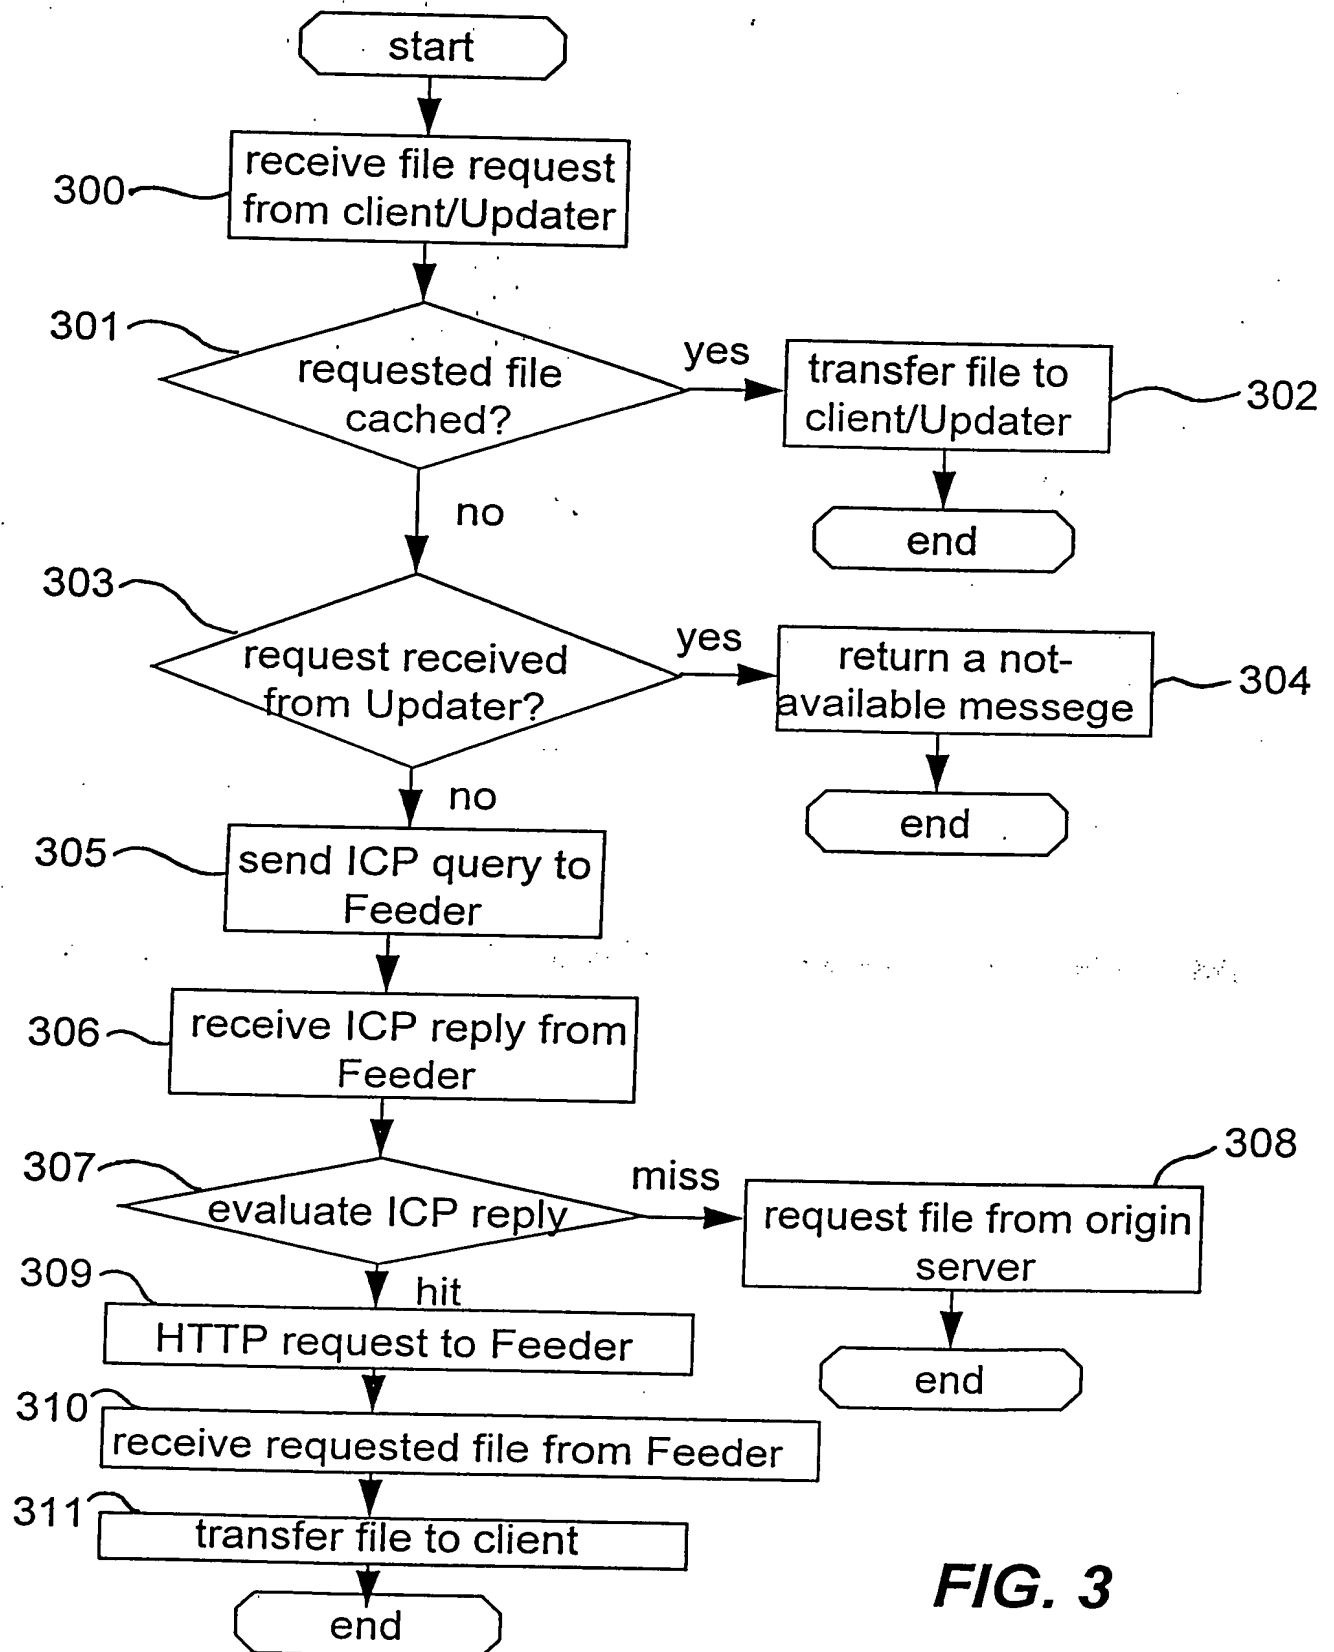 start
300
receive file request
from client/Updater
301
requested file
cached?
yes
transfer file to
client/Updater
302
end
no
303
request received
from Updater?
yes
return a not-
available messege
304
end
no
305
send ICP query to
Feeder
306
receive ICP reply from
Feeder
307
evaluate ICP reply
miss
308
request file from origin
server
end
hit
309
HTTP request to Feeder
310
receive requested file from Feeder
311
transfer file to client
end
FIG. 3